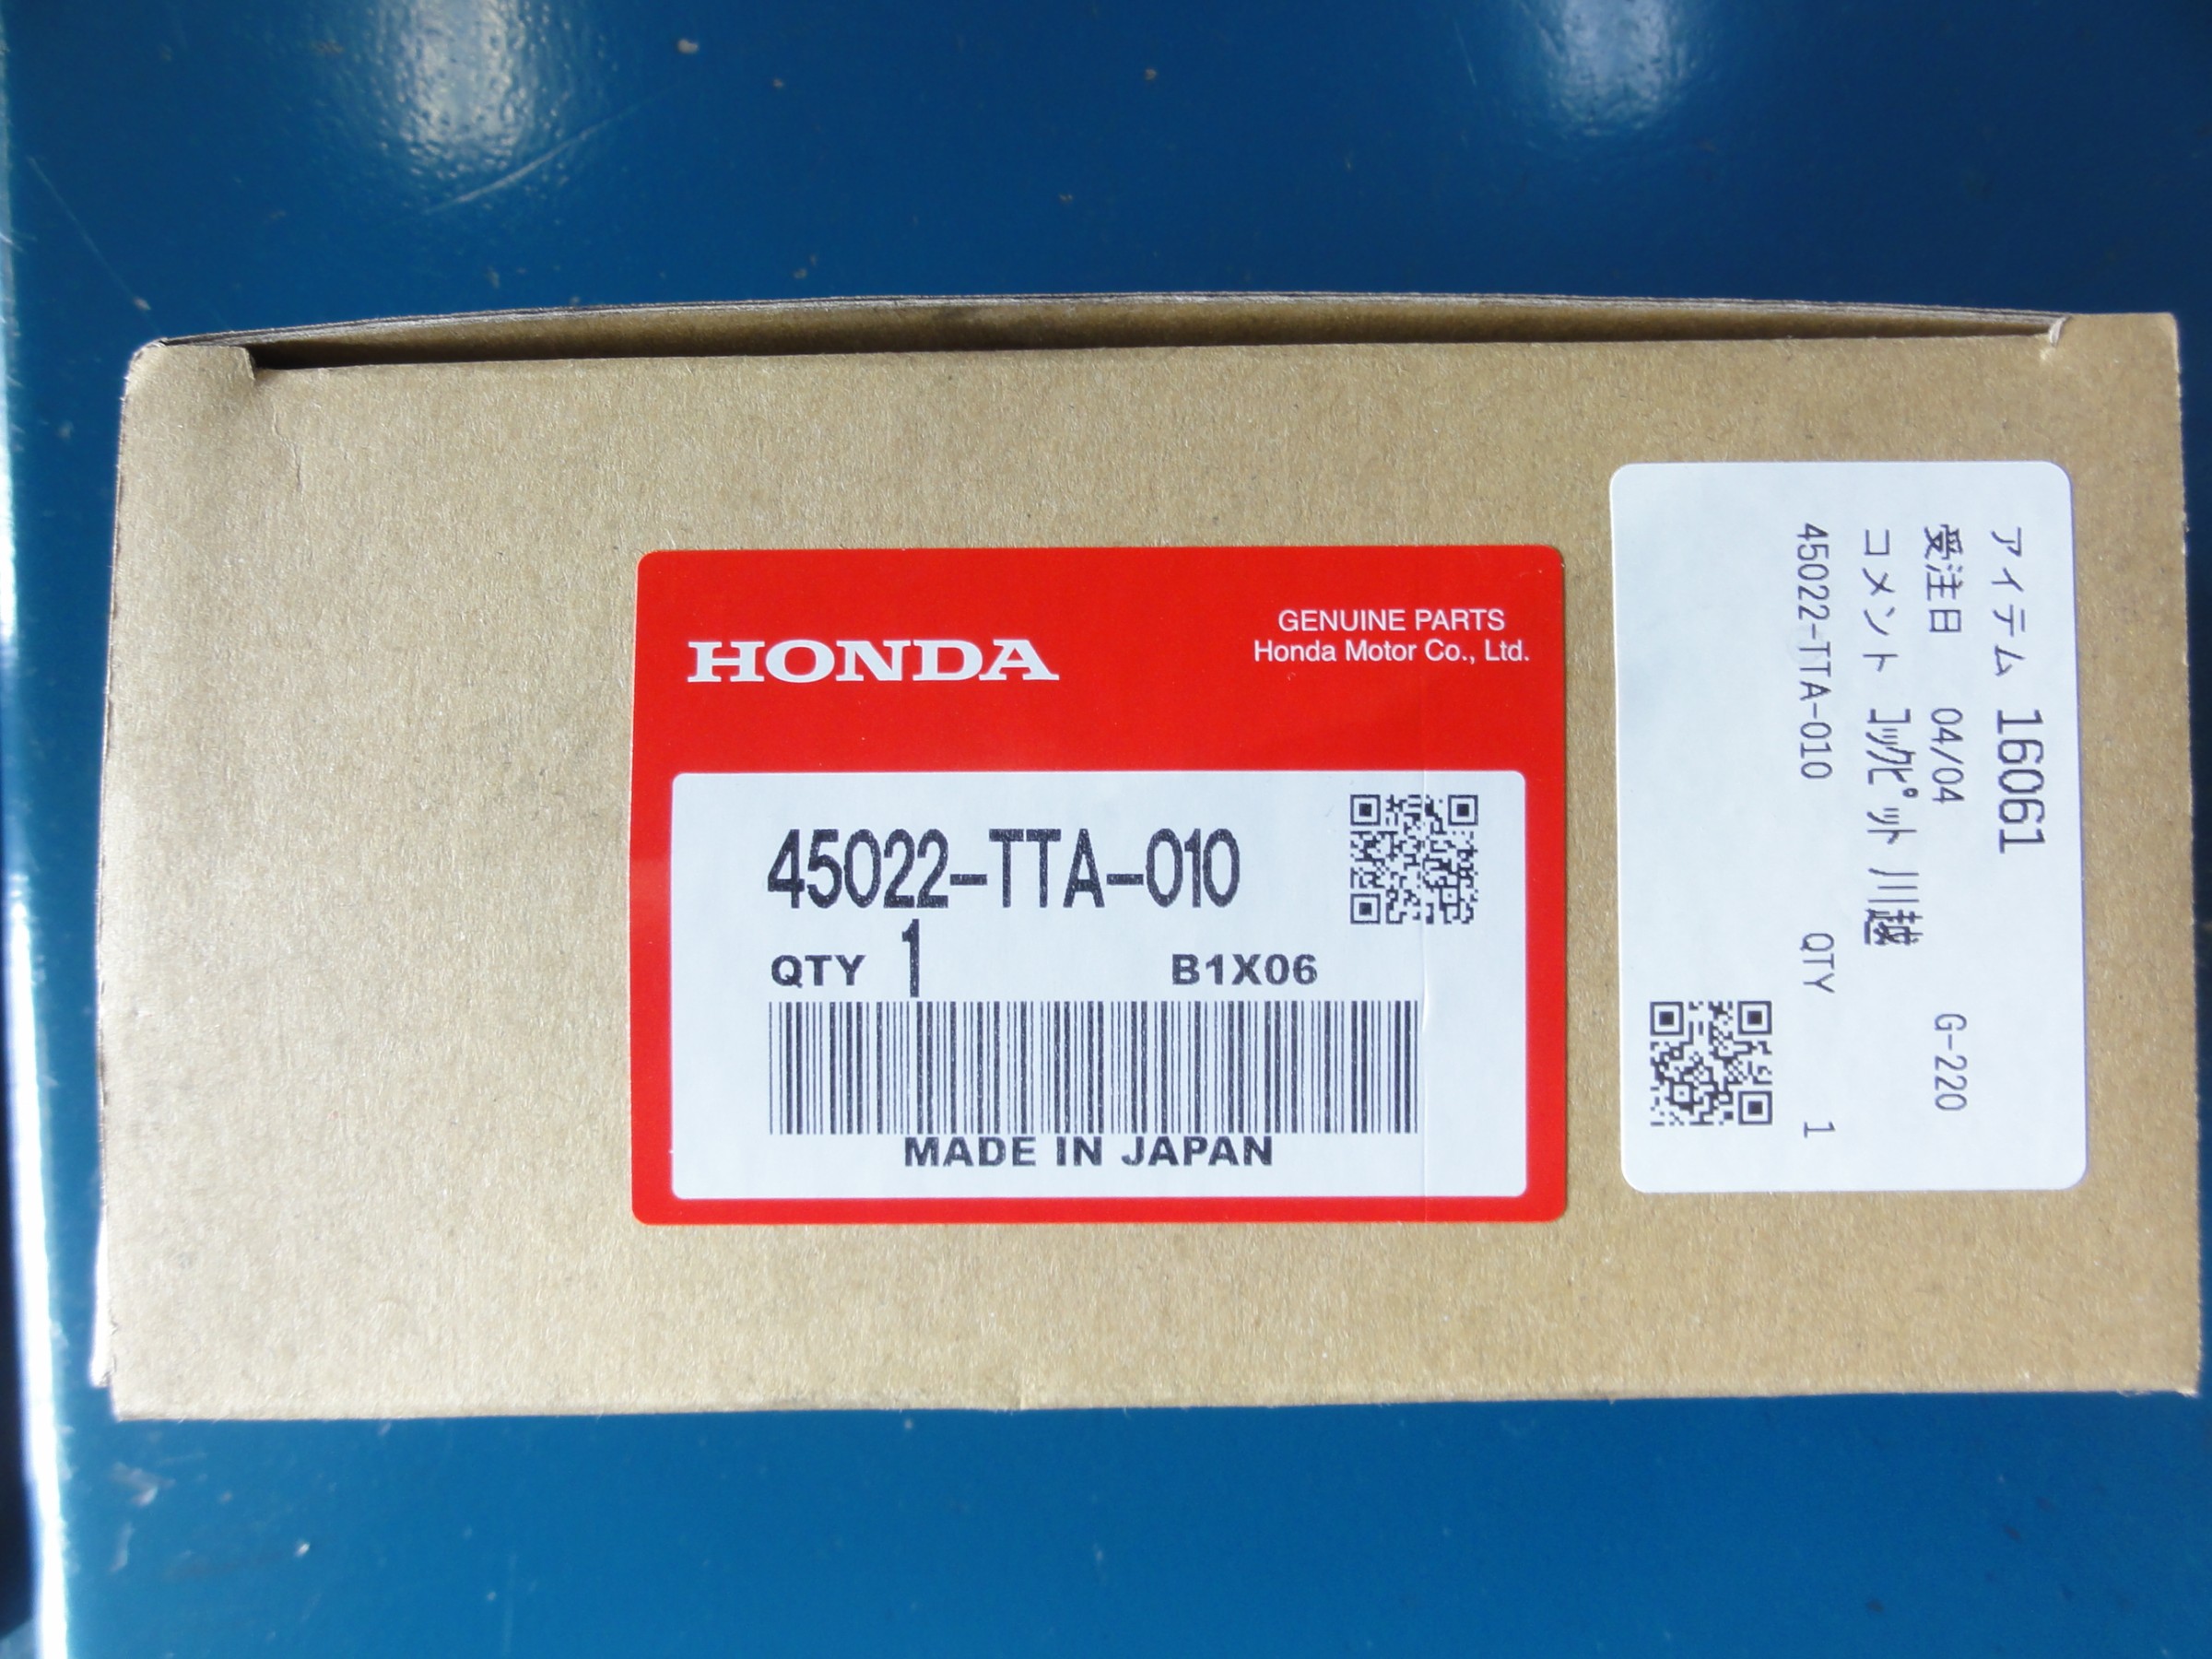 HONDA
GENUINE PARTS
Honda Motor Co., Ltd.
45022-TTA-010
QTY 1 B1X06
MADE IN JAPAN
アイテム 16061
受注日 04/04 G-220
コメント ｺｯｸﾋﾟｯﾄ 川越
45022-TTA-010 QTY 1